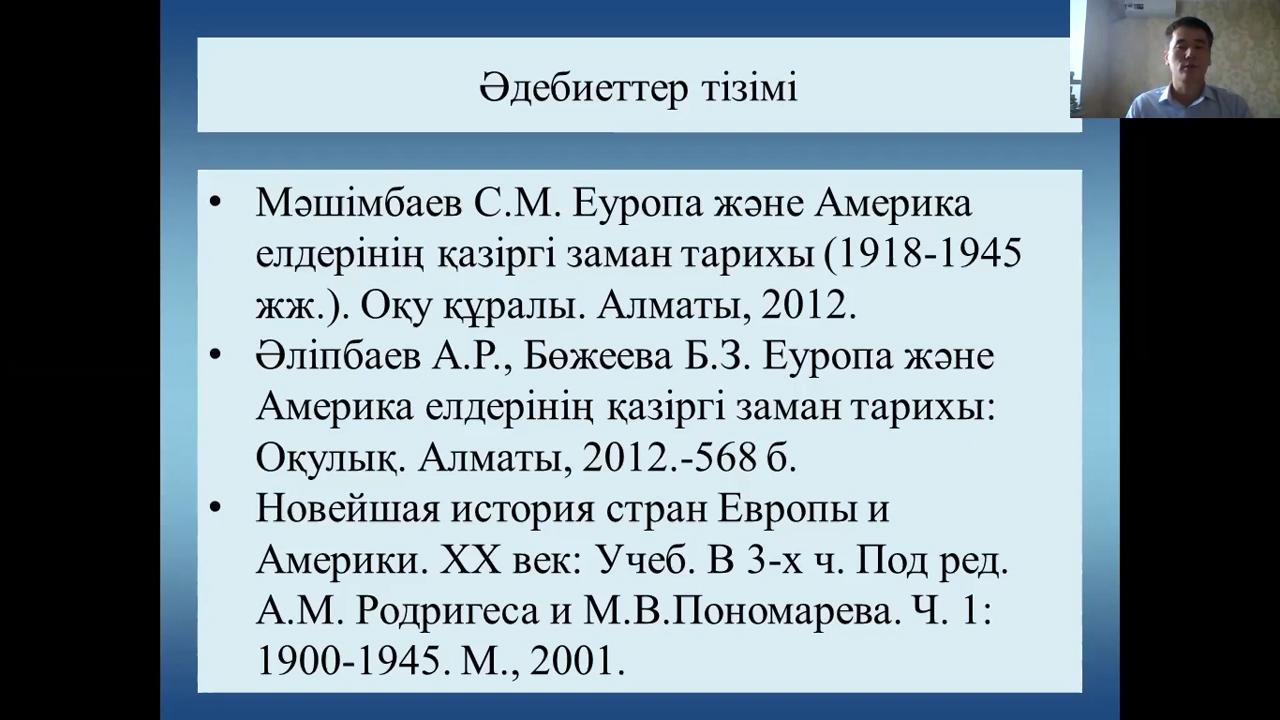 Әдебиеттер тізімі
• Мәшімбаев С.М. Еуропа және Америка
елдерінің қазіргі заман тарихы (1918-1945
жж.). Оқу құралы. Алматы, 2012.
• Әліпбаев А.Р., Бөжеева Б.З. Еуропа және
Америка елдерінің қазіргі заман тарихы:
Оқулық. Алматы, 2012.-568 б.
• Новейшая история стран Европы и
Америки. XX век: Учеб. В 3-х ч. Под ред.
А.М. Родригеса и М.В.Пономарева. Ч. 1:
1900-1945. М., 2001.